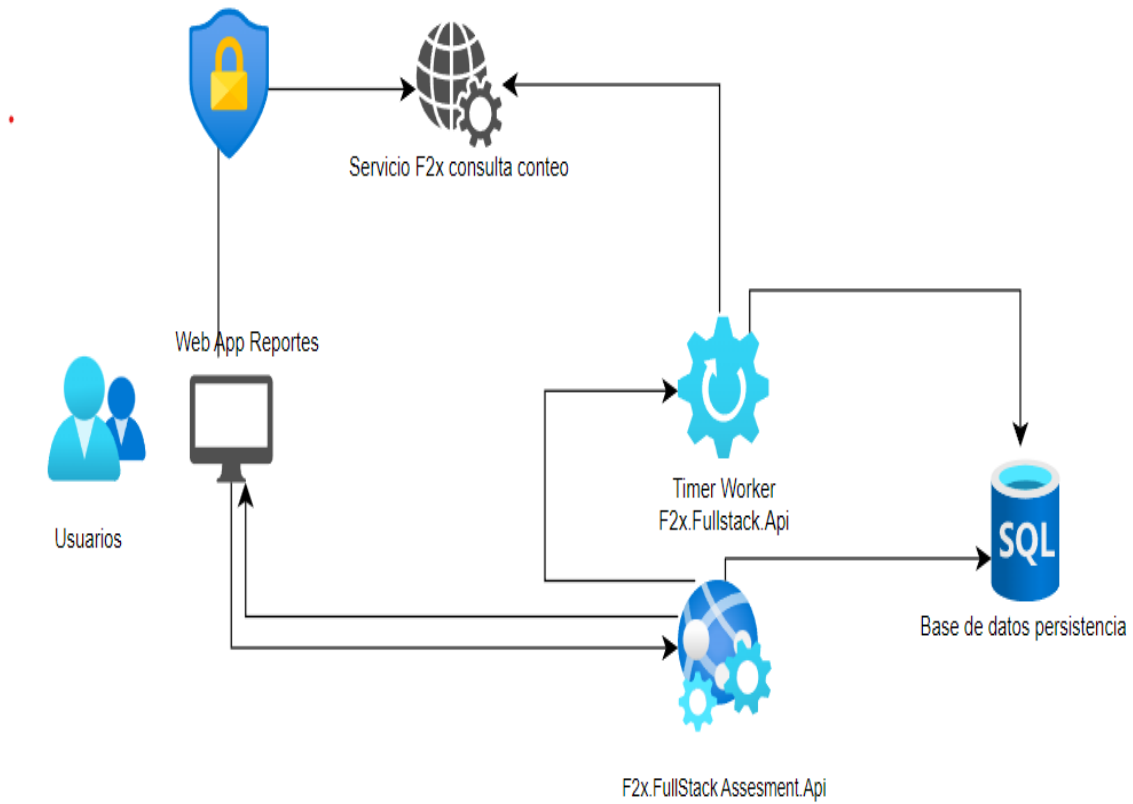 Servicio F2x consulta conteo
Web App Reportes
Usuarios
Timer Worker
F2x.Fullstack.Api
SQL
Base de datos persistencia
F2x.FullStack Assesment.Api